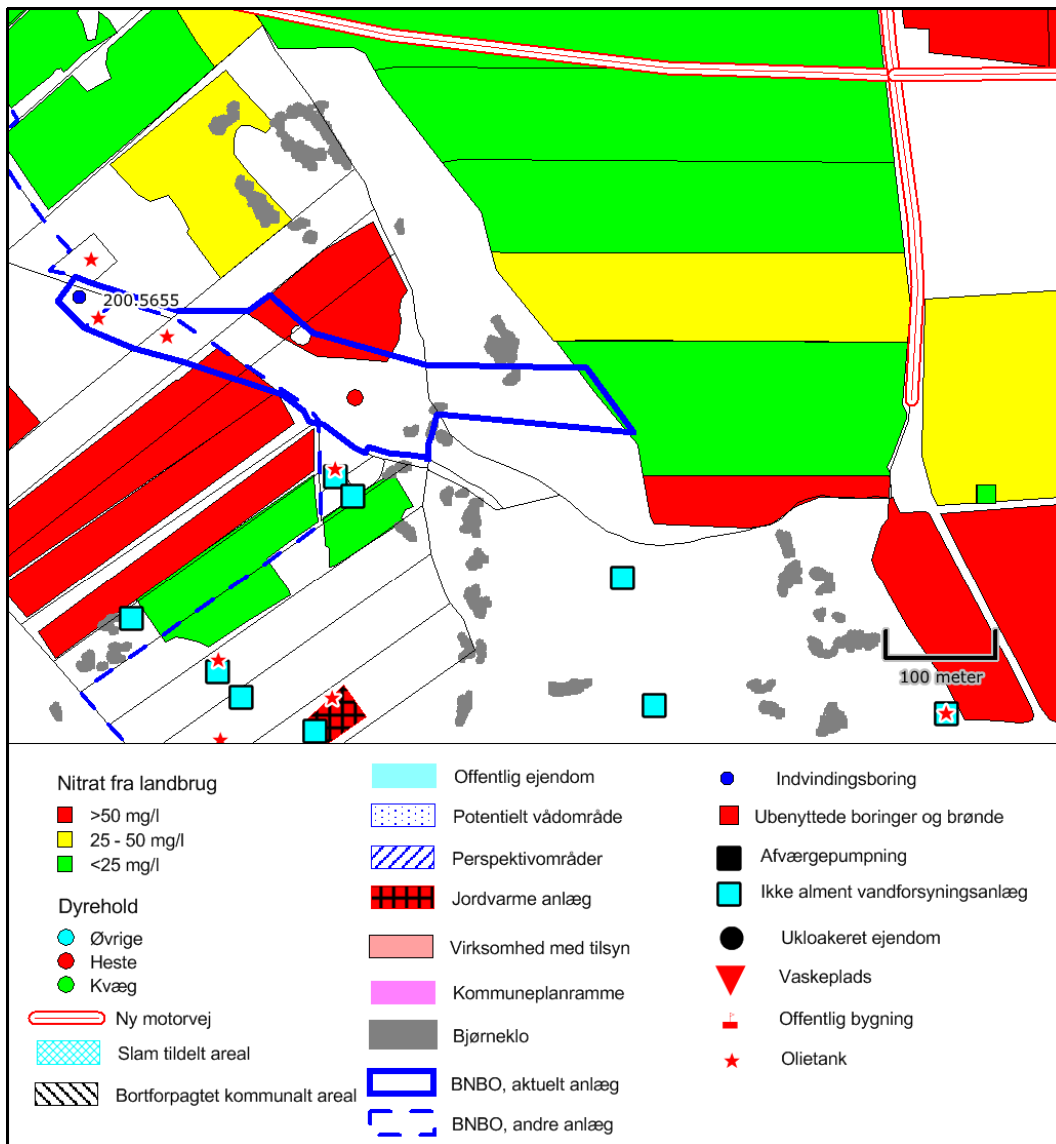 200.5655
100 meter
Nitrat fra landbrug
>50 mg/l
25 - 50 mg/l
<25 mg/l
Dyrehold
Øvrige
Heste
Kvæg
Ny motorvej
Slam tildelt areal
Bortforpagtet kommunalt areal
Offentlig ejendom
Potentielt vådområde
Perspektivområder
Jordvarme anlæg
Virksomhed med tilsyn
Kommuneplanramme
Bjørneklo
BNBO, aktuelt anlæg
BNBO, andre anlæg
Indvindingsboring
Ubenyttede boringer og brønde
Afværgepumpning
Ikke alment vandforsyningsanlæg
Ukloakeret ejendom
Vaskeplads
Offentlig bygning
Olietank